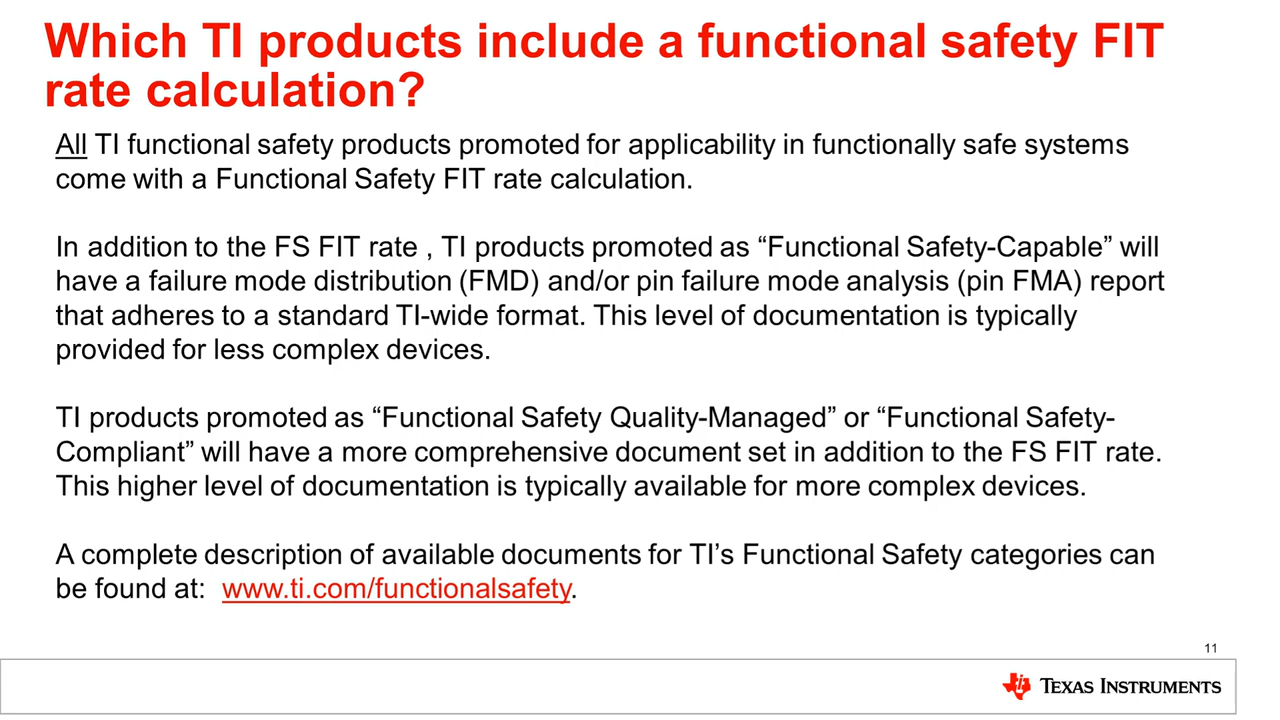 Which TI products include a functional safety FIT
rate calculation?
All TI functional safety products promoted for applicability in functionally safe systems
come with a Functional Safety FIT rate calculation.
In addition to the FS FIT rate , TI products promoted as “Functional Safety-Capable” will
have a failure mode distribution (FMD) and/or pin failure mode analysis (pin FMA) report
that adheres to a standard TI-wide format. This level of documentation is typically
provided for less complex devices.
TI products promoted as “Functional Safety Quality-Managed” or “Functional Safety-
Compliant” will have a more comprehensive document set in addition to the FS FIT rate.
This higher level of documentation is typically available for more complex devices.
A complete description of available documents for TI’s Functional Safety categories can
be found at: www.ti.com/functionalsafety.
11
TEXAS INSTRUMENTS